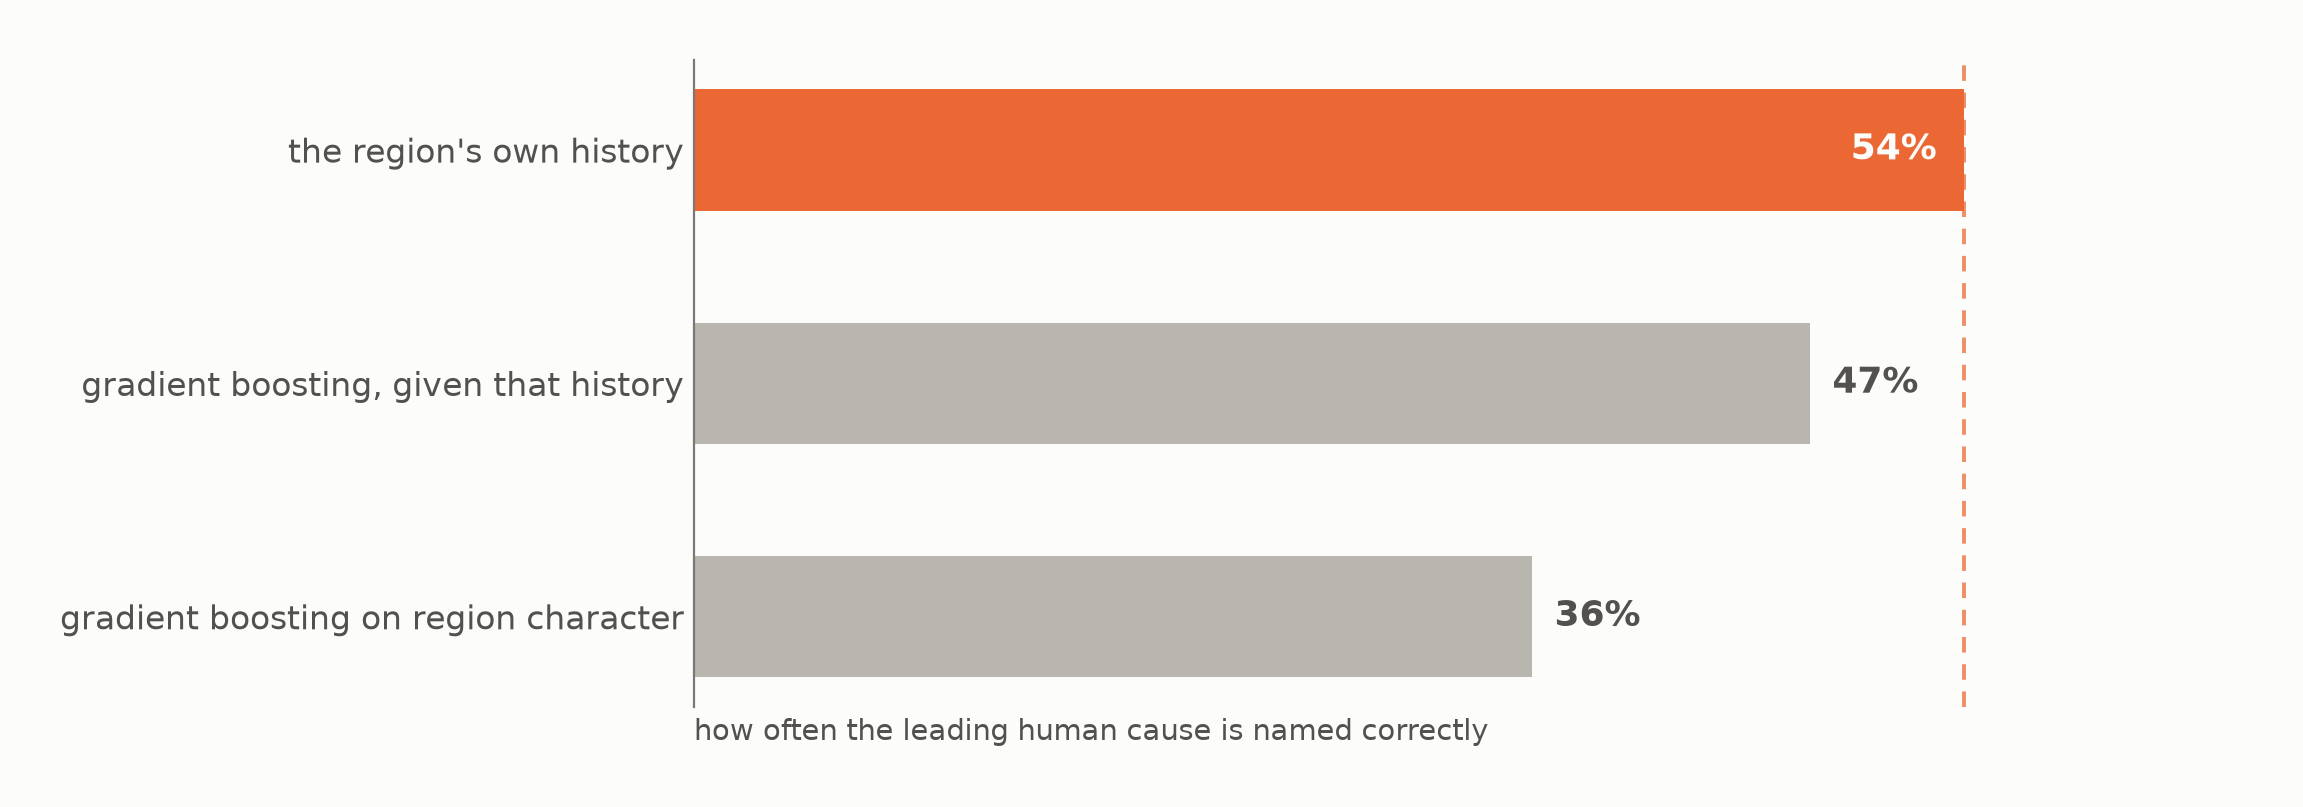 the region's own history
54%
gradient boosting, given that history
47%
gradient boosting on region character
36%
how often the leading human cause is named correctly